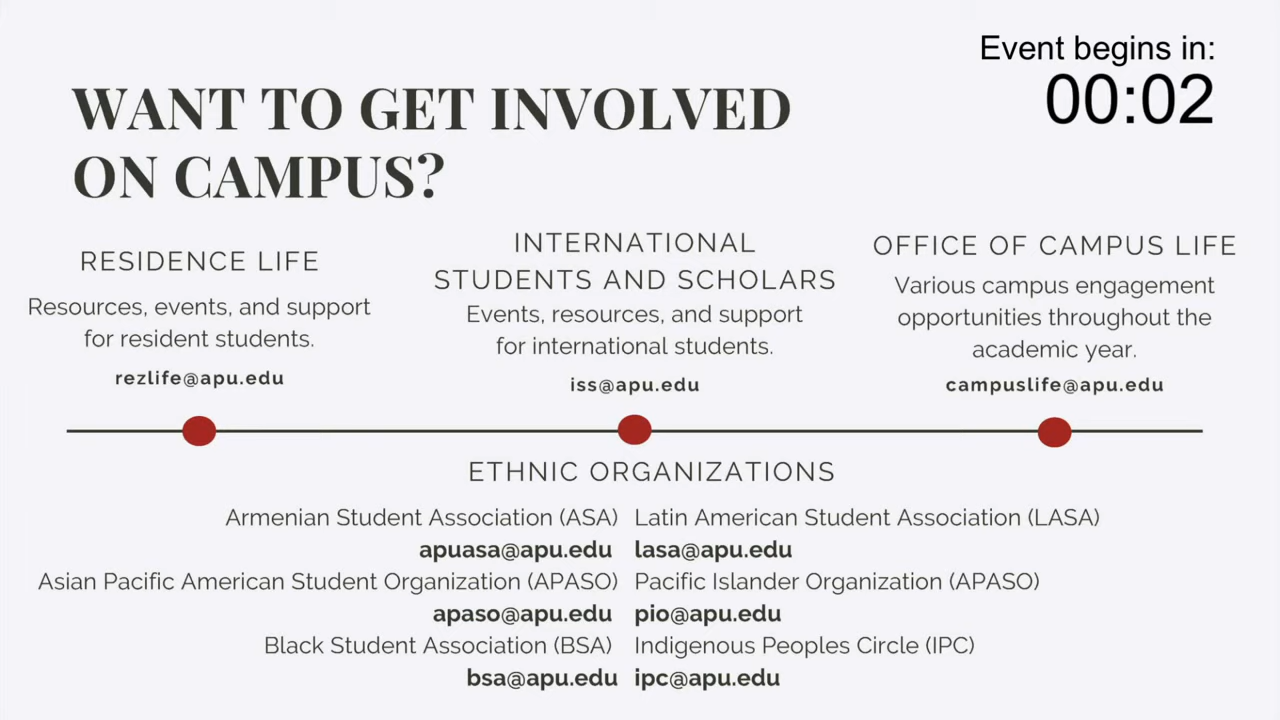 Event begins in:
00:02
WANT TO GET INVOLVED
ON CAMPUS?
RESIDENCE LIFE
Resources, events, and support
for resident students.
rezlife@apu.edu
INTERNATIONAL
STUDENTS AND SCHOLARS
Events, resources, and support
for international students.
iss@apu.edu
OFFICE OF CAMPUS LIFE
Various campus engagement
opportunities throughout the
academic year.
campuslife@apu.edu
ETHNIC ORGANIZATIONS
Armenian Student Association (ASA)
apuasa@apu.edu
Asian Pacific American Student Organization (APASO)
apaso@apu.edu
Black Student Association (BSA)
bsa@apu.edu
Latin American Student Association (LASA)
lasa@apu.edu
Pacific Islander Organization (APASO)
pio@apu.edu
Indigenous Peoples Circle (IPC)
ipc@apu.edu